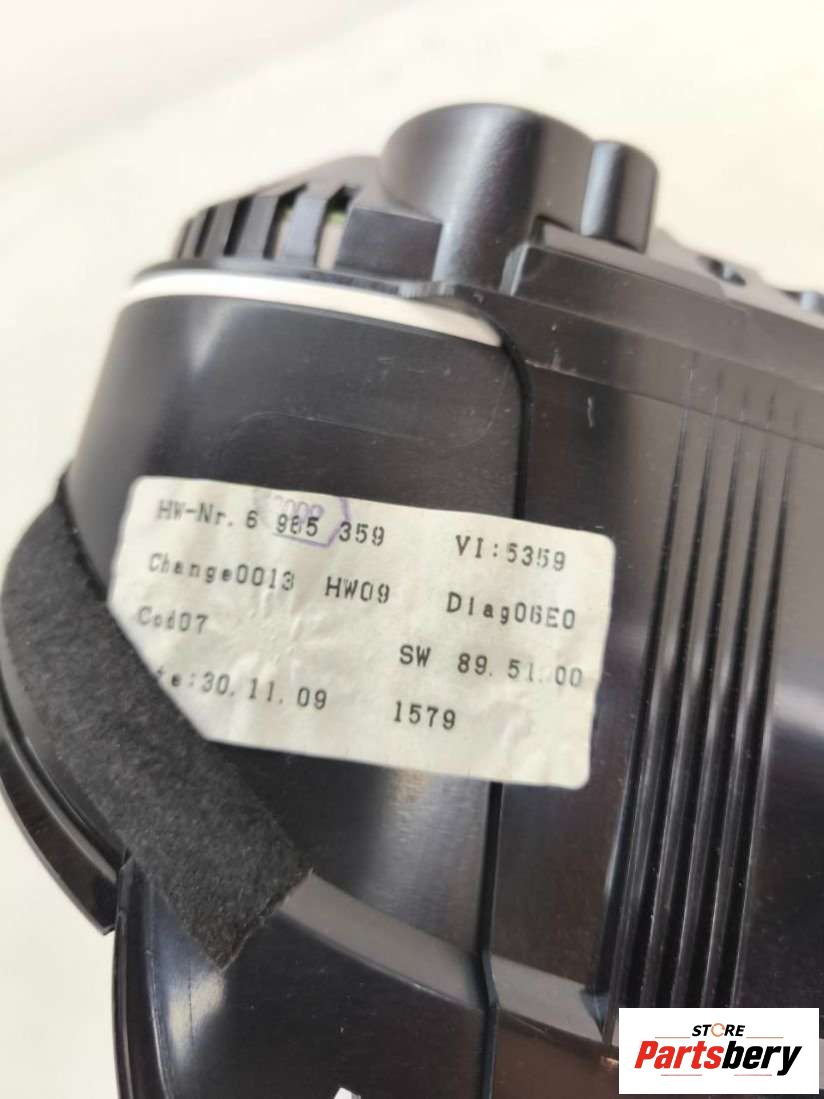 HW-Nr. 6 985 359 VI:5359
Change0013 HW09 Diag06E0
Cod07
SW 89.51.00
te:30.11.09 1579
STORE
Partsbery